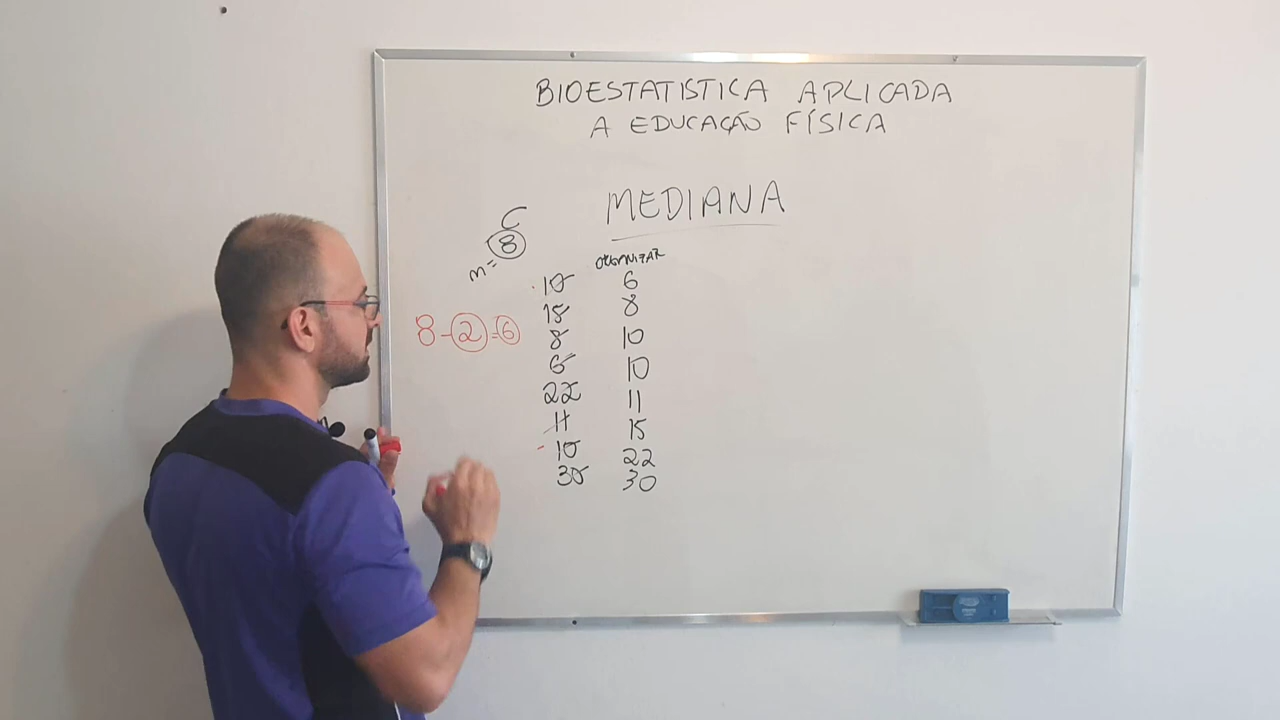 BIOESTATISTICA APLICADA
A EDUCAÇÃO FÍSICA
MEDIANA
C
n=8
ORGANIZAR
10 6
15 8
8 10
6 10
22 11
11 15
10 22
30 30
8-2=6